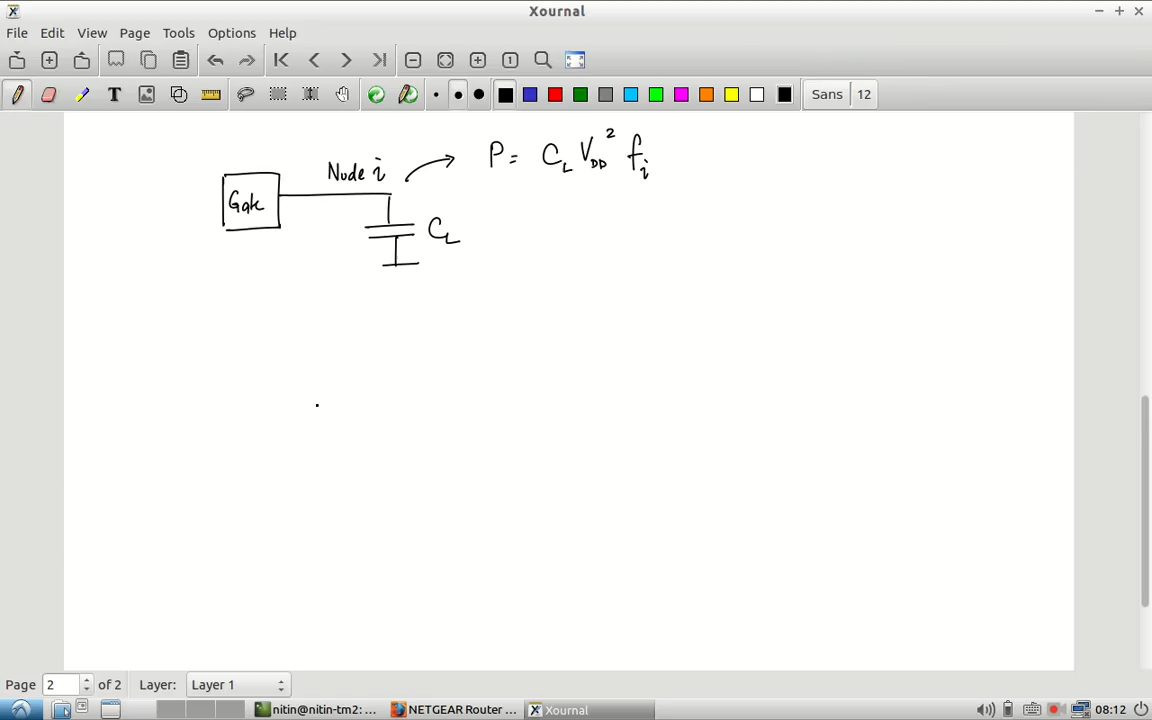 Xournal
File Edit View Page Tools Options Help
Sans 12
P = C_L V_DD^2 f_i
Node i
Gate
C_L
Page 2 of 2 Layer: Layer 1
nitin@nitin-tm2: ... NETGEAR Router ... Xournal 08:12